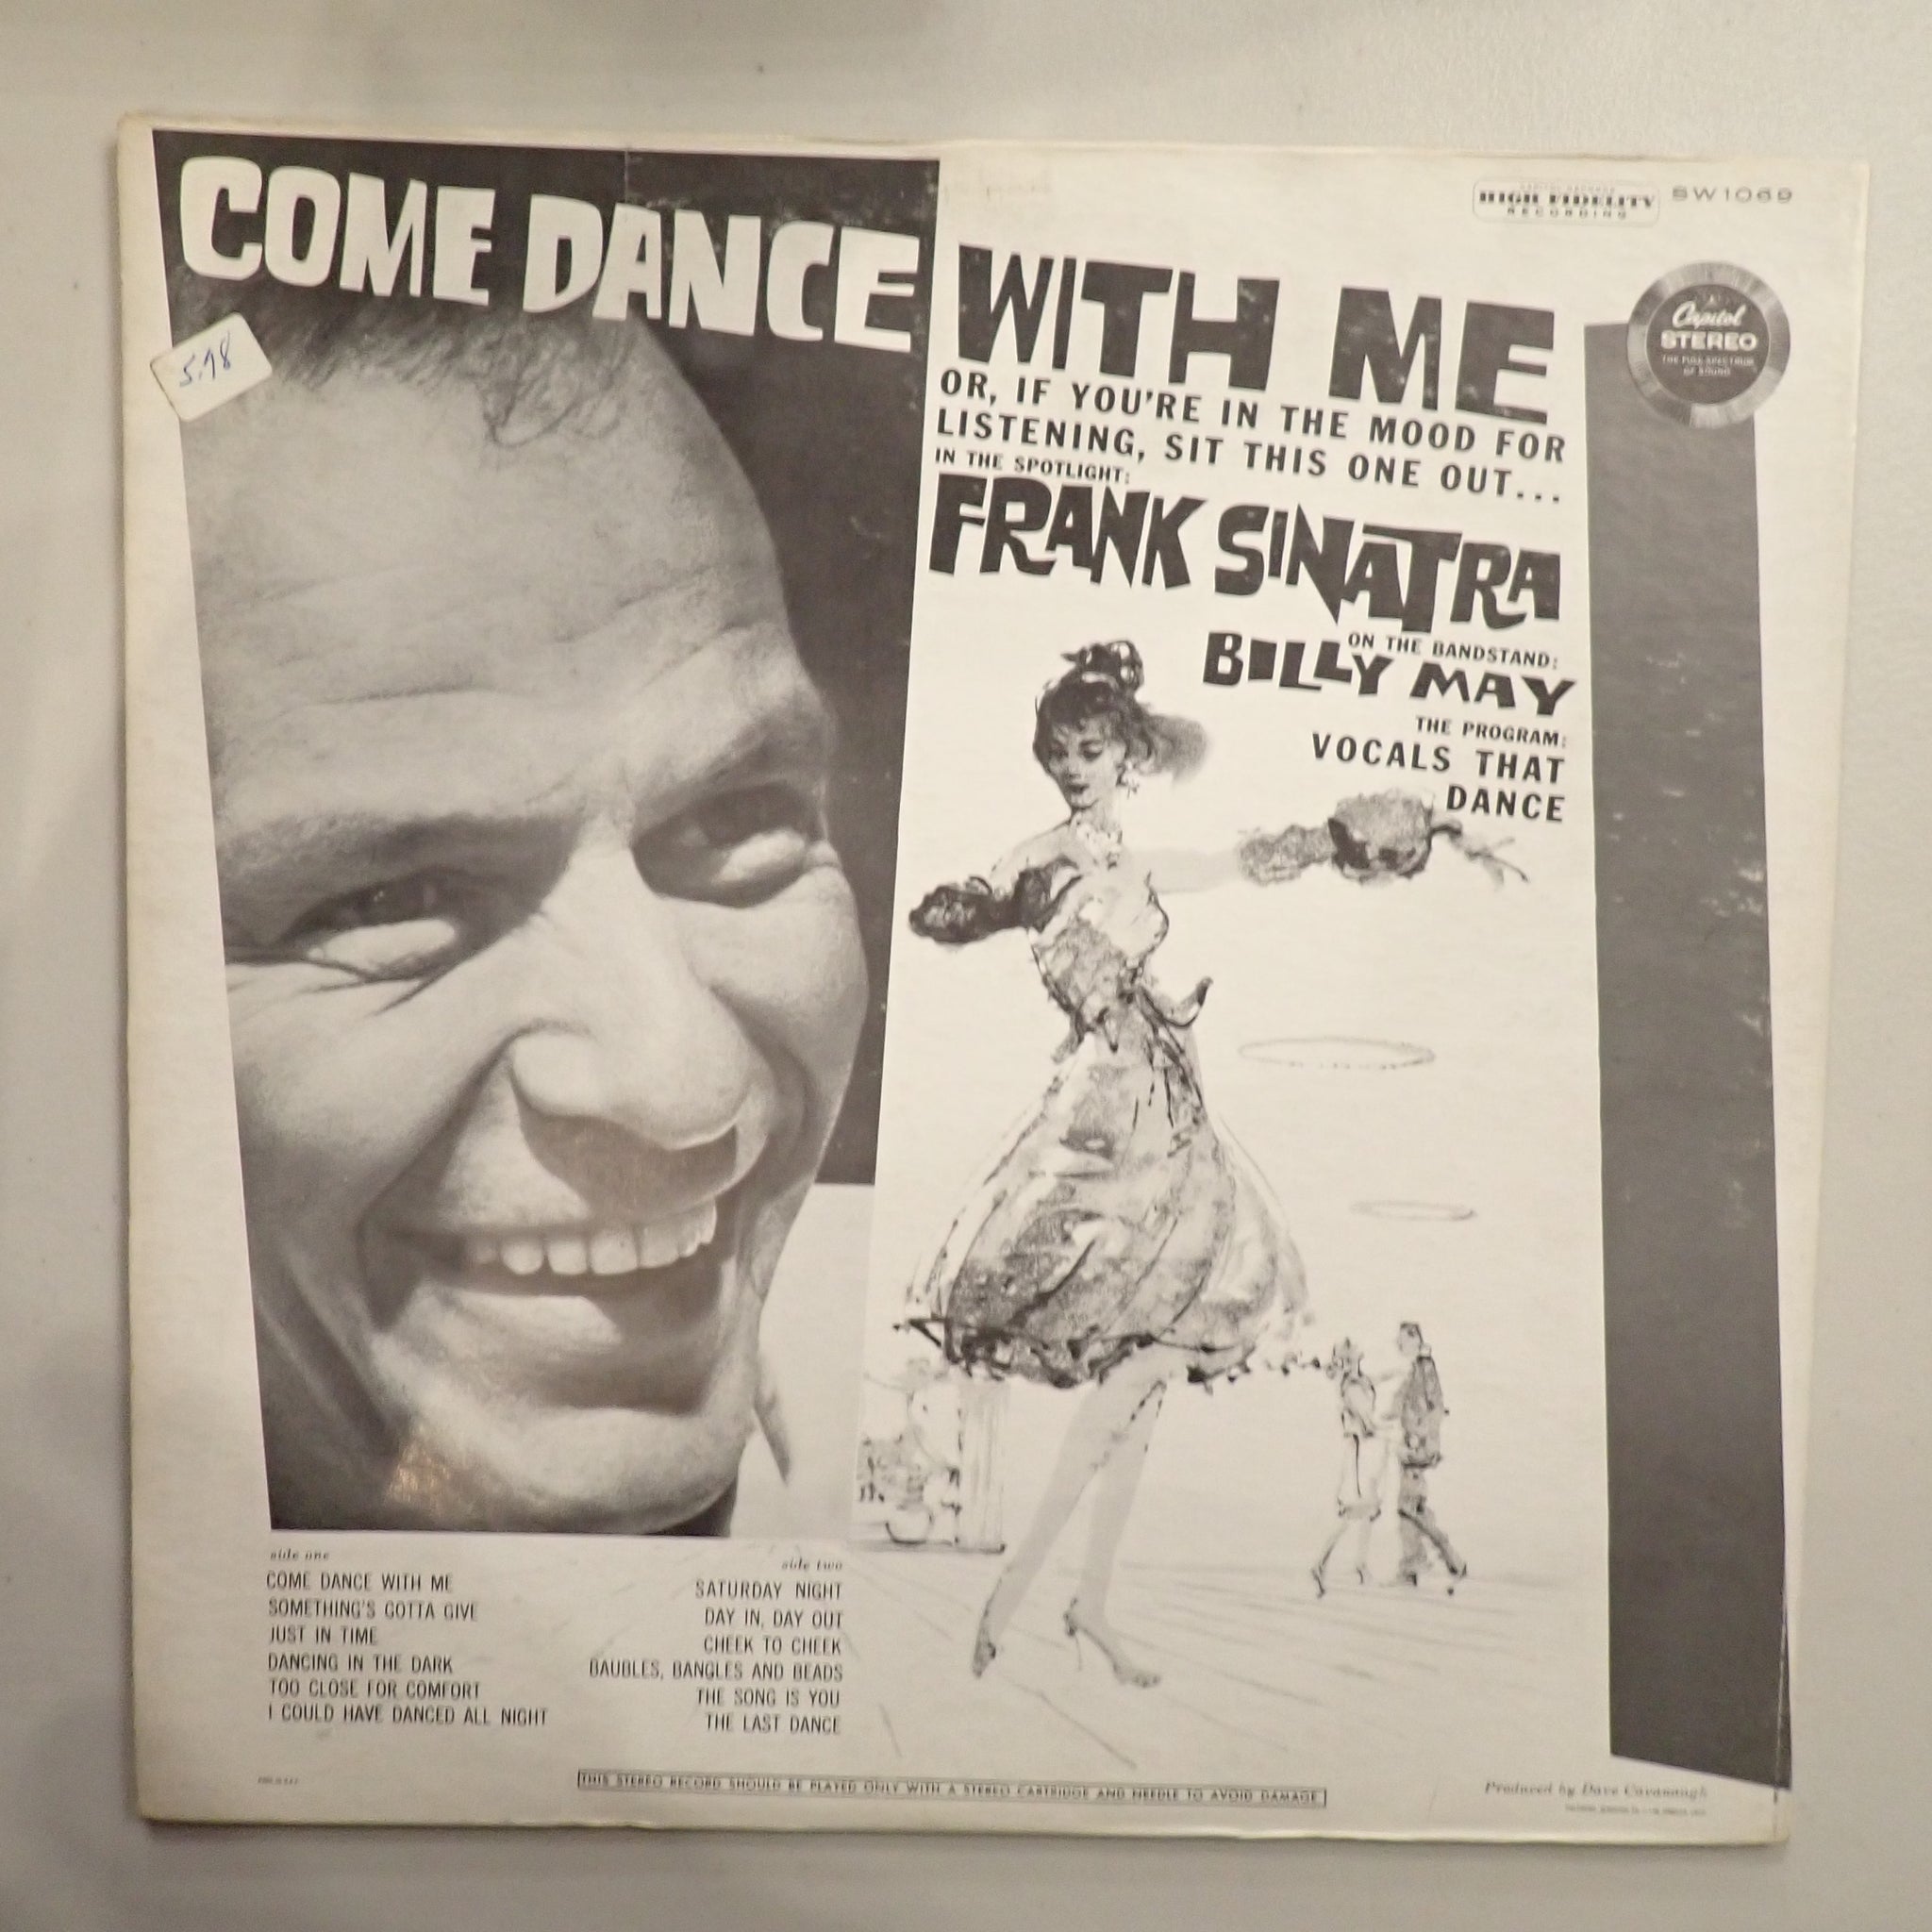 COME DANCE WITH ME
HIGH FIDELITY
RECORDING
SW1069
Capitol
STEREO
THE FULL SPECTRUM
OF SOUND
5.98
OR, IF YOU'RE IN THE MOOD FOR
LISTENING, SIT THIS ONE OUT...
IN THE SPOTLIGHT:
FRANK SINATRA
ON THE BANDSTAND:
BILLY MAY
THE PROGRAM:
VOCALS THAT
DANCE
side one
COME DANCE WITH ME
SOMETHING'S GOTTA GIVE
JUST IN TIME
DANCING IN THE DARK
TOO CLOSE FOR COMFORT
I COULD HAVE DANCED ALL NIGHT
side two
SATURDAY NIGHT
DAY IN, DAY OUT
CHEEK TO CHEEK
BAUBLES, BANGLES AND BEADS
THE SONG IS YOU
THE LAST DANCE
THIS STEREO RECORD SHOULD BE PLAYED ONLY WITH A STEREO CARTRIDGE AND NEEDLE TO AVOID DAMAGE.
Produced by Dave Cavanaugh